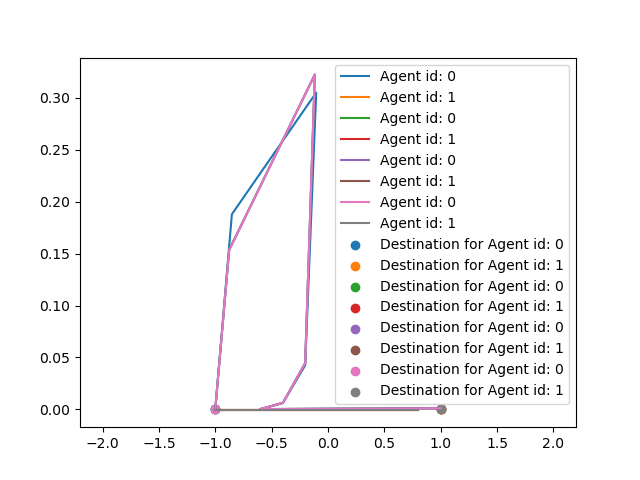 0.30
0.25
0.20
0.15
0.10
0.05
0.00
−2.0
−1.5
−1.0
−0.5
0.0
0.5
1.0
1.5
2.0
Agent id: 0
Agent id: 1
Agent id: 0
Agent id: 1
Agent id: 0
Agent id: 1
Agent id: 0
Agent id: 1
Destination for Agent id: 0
Destination for Agent id: 1
Destination for Agent id: 0
Destination for Agent id: 1
Destination for Agent id: 0
Destination for Agent id: 1
Destination for Agent id: 0
Destination for Agent id: 1